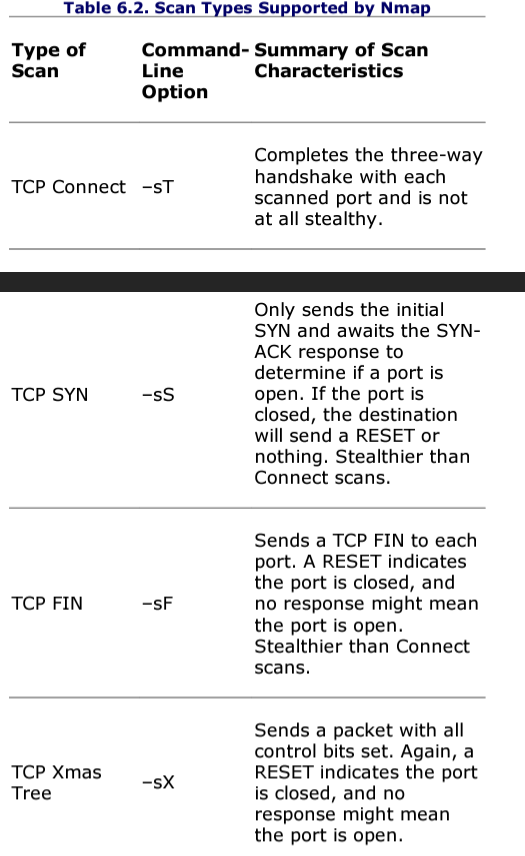 Table 6.2. Scan Types Supported by Nmap
Type of Scan
Command-Line Option
Summary of Scan Characteristics
TCP Connect
–sT
Completes the three-way
handshake with each
scanned port and is not
at all stealthy.
TCP SYN
–sS
Only sends the initial
SYN and awaits the SYN-
ACK response to
determine if a port is
open. If the port is
closed, the destination
will send a RESET or
nothing. Stealthier than
Connect scans.
TCP FIN
–sF
Sends a TCP FIN to each
port. A RESET indicates
the port is closed, and
no response might mean
the port is open.
Stealthier than Connect
scans.
TCP Xmas
Tree
–sX
Sends a packet with all
control bits set. Again, a
RESET indicates the port
is closed, and no
response might mean
the port is open.